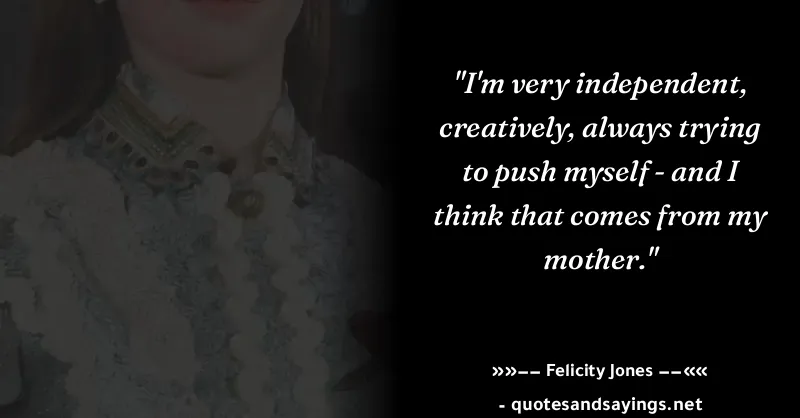 "I'm very independent,
creatively, always trying
to push myself - and I
think that comes from my
mother."
»»–– Felicity Jones ––««
- quotesandsayings.net